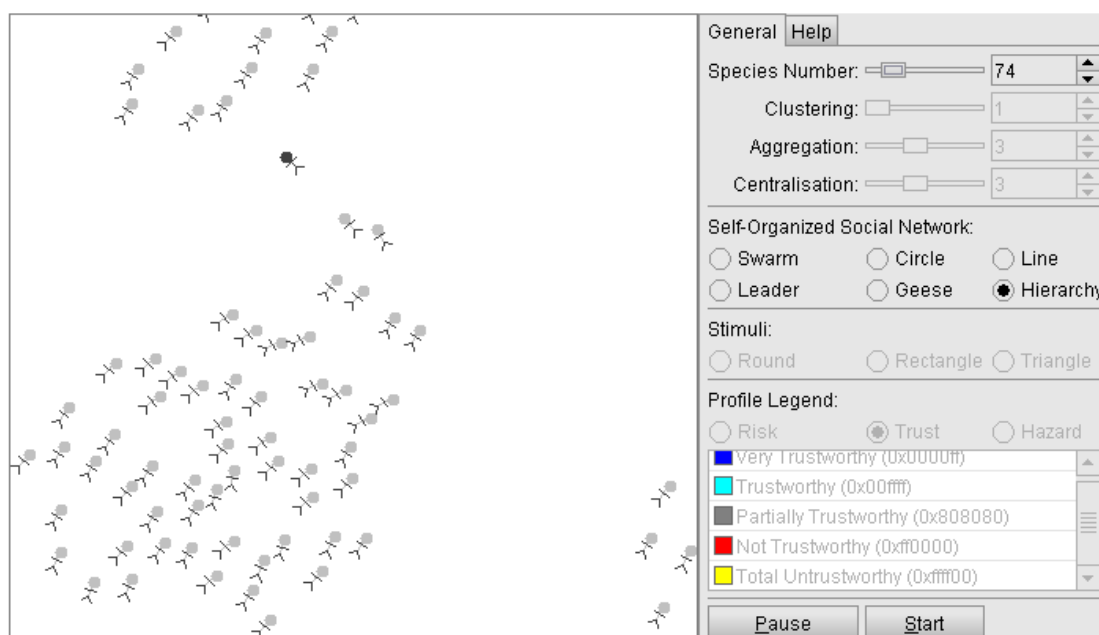 General Help
Species Number: 74
Clustering: 1
Aggregation: 3
Centralisation: 3
Self-Organized Social Network:
Swarm Circle Line
Leader Geese Hierarchy
Stimuli:
Round Rectangle Triangle
Profile Legend:
Risk Trust Hazard
Very Trustworthy (0x0000ff)
Trustworthy (0x00ffff)
Partially Trustworthy (0x808080)
Not Trustworthy (0xff0000)
Total Untrustworthy (0xffff00)
Pause Start